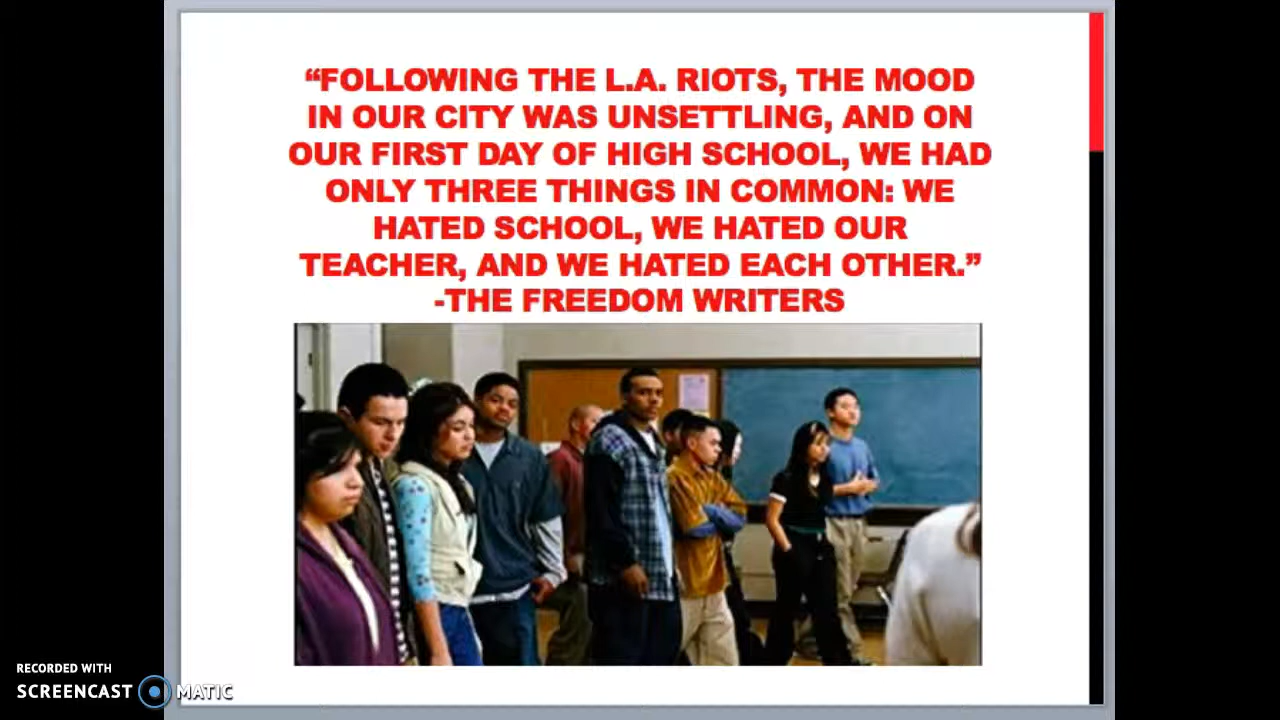 “FOLLOWING THE L.A. RIOTS, THE MOOD
IN OUR CITY WAS UNSETTLING, AND ON
OUR FIRST DAY OF HIGH SCHOOL, WE HAD
ONLY THREE THINGS IN COMMON: WE
HATED SCHOOL, WE HATED OUR
TEACHER, AND WE HATED EACH OTHER.”
-THE FREEDOM WRITERS
RECORDED WITH
SCREENCAST MATIC